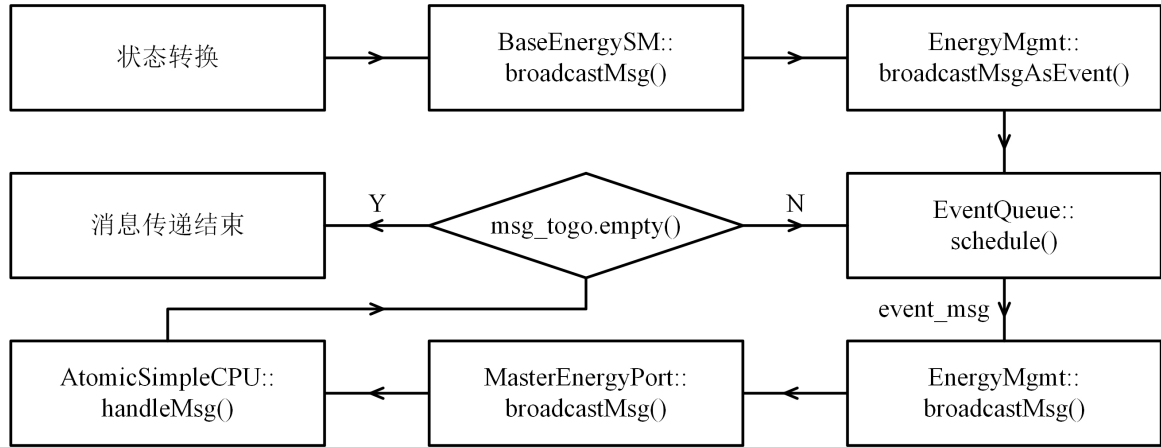 状态转换
BaseEnergySM::
broadcastMsg()
EnergyMgmt::
broadcastMsgAsEvent()
消息传递结束
Y
msg_togo.empty()
N
EventQueue::
schedule()
event_msg
AtomicSimpleCPU::
handleMsg()
MasterEnergyPort::
broadcastMsg()
EnergyMgmt::
broadcastMsg()